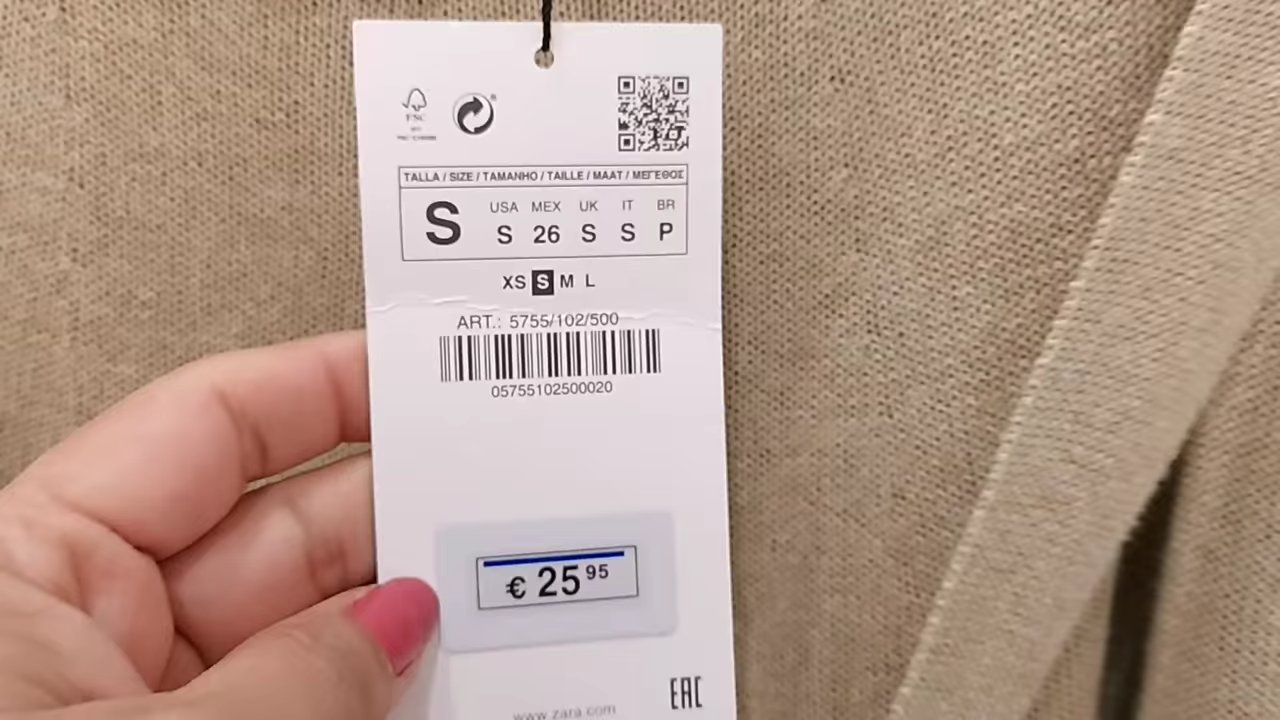 FSC
TALLA / SIZE / TAMANHO / TAILLE / MAAT / ΜΕΓΕΘΟΣ
S
USA MEX UK IT BR
S 26 S S P
XS S M L
ART.: 5755/102/500
05755102500020
€ 25 95
EAC
www.zara.com